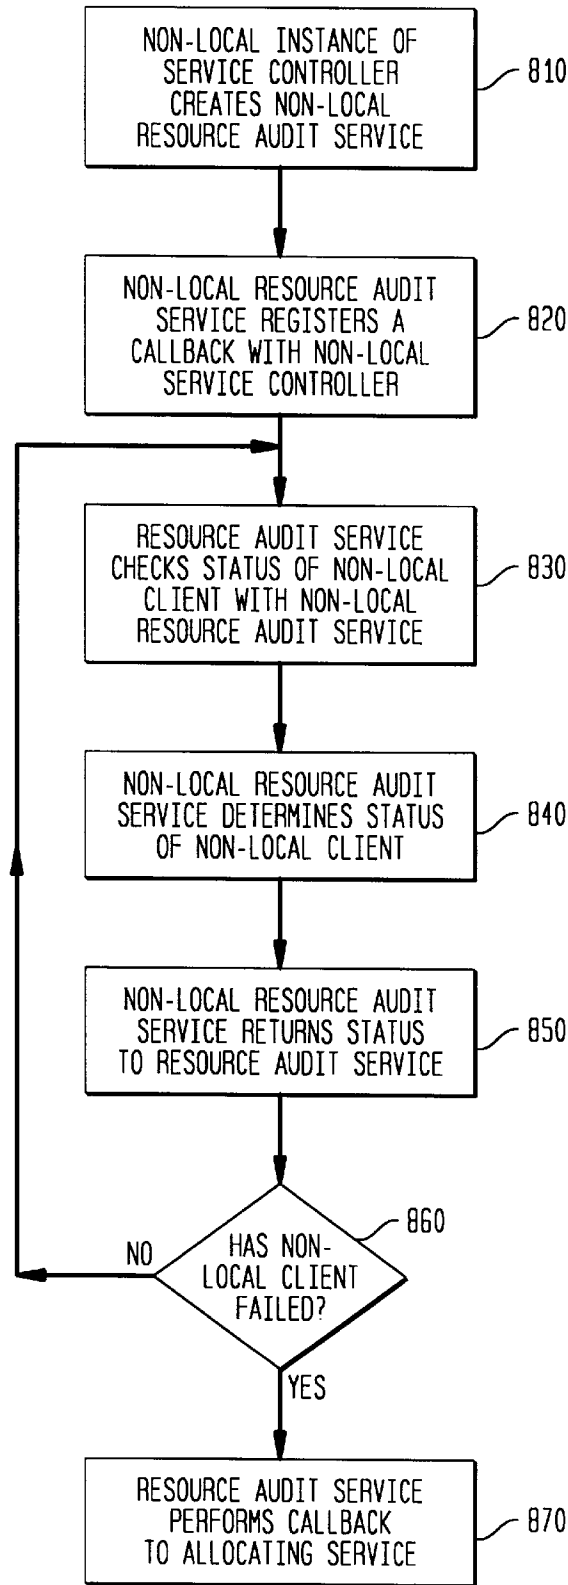 NON-LOCAL INSTANCE OF
SERVICE CONTROLLER
CREATES NON-LOCAL
RESOURCE AUDIT SERVICE
810
NON-LOCAL RESOURCE AUDIT
SERVICE REGISTERS A
CALLBACK WITH NON-LOCAL
SERVICE CONTROLLER
820
RESOURCE AUDIT SERVICE
CHECKS STATUS OF NON-LOCAL
CLIENT WITH NON-LOCAL
RESOURCE AUDIT SERVICE
830
NON-LOCAL RESOURCE AUDIT
SERVICE DETERMINES STATUS
OF NON-LOCAL CLIENT
840
NON-LOCAL RESOURCE AUDIT
SERVICE RETURNS STATUS
TO RESOURCE AUDIT SERVICE
850
860
NO
HAS NON-
LOCAL CLIENT
FAILED?
YES
RESOURCE AUDIT SERVICE
PERFORMS CALLBACK
TO ALLOCATING SERVICE
870